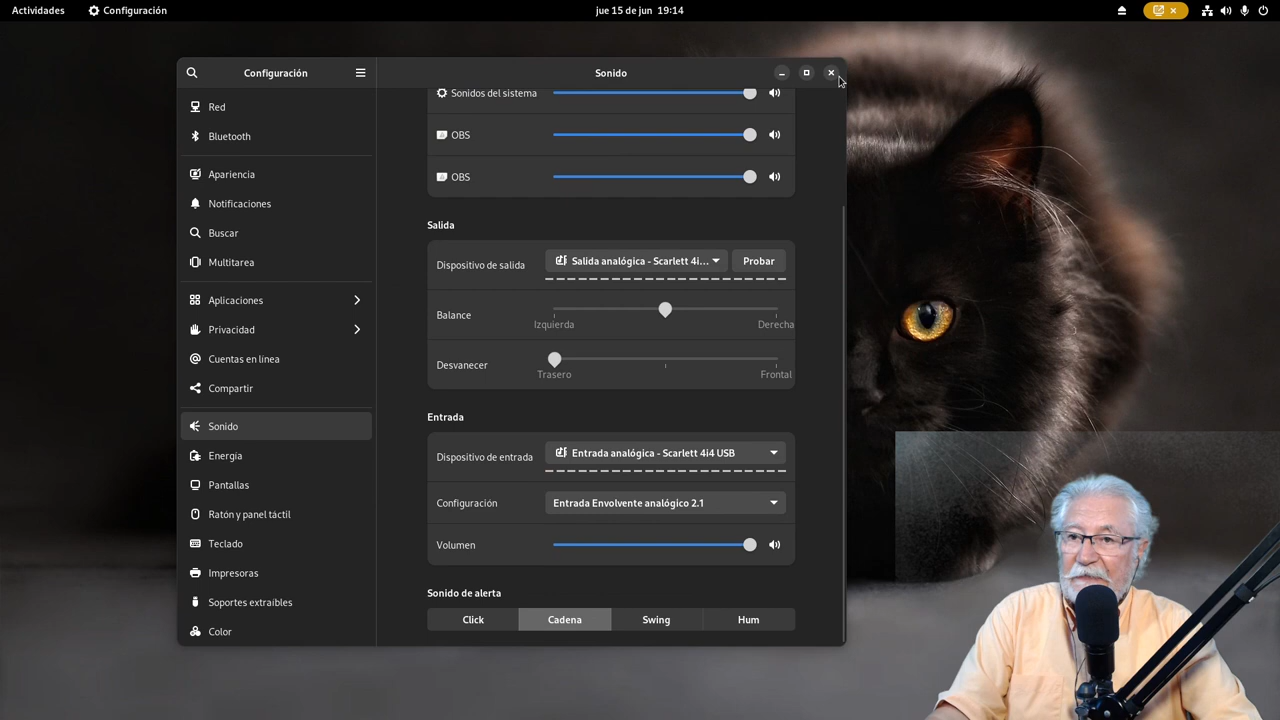 Actividades
Configuración
jue 15 de jun 19:14
Configuración
Sonido
Red
Bluetooth
Apariencia
Notificaciones
Buscar
Multitarea
Aplicaciones
Privacidad
Cuentas en línea
Compartir
Sonido
Energía
Pantallas
Ratón y panel táctil
Teclado
Impresoras
Soportes extraíbles
Color
Sonidos del sistema
OBS
OBS
Salida
Dispositivo de salida
Salida analógica - Scarlett 4i...
Probar
Balance
Izquierda
Derecha
Desvanecer
Trasero
Frontal
Entrada
Dispositivo de entrada
Entrada analógica - Scarlett 4i4 USB
Configuración
Entrada Envolvente analógico 2.1
Volumen
Sonido de alerta
Click
Cadena
Swing
Hum